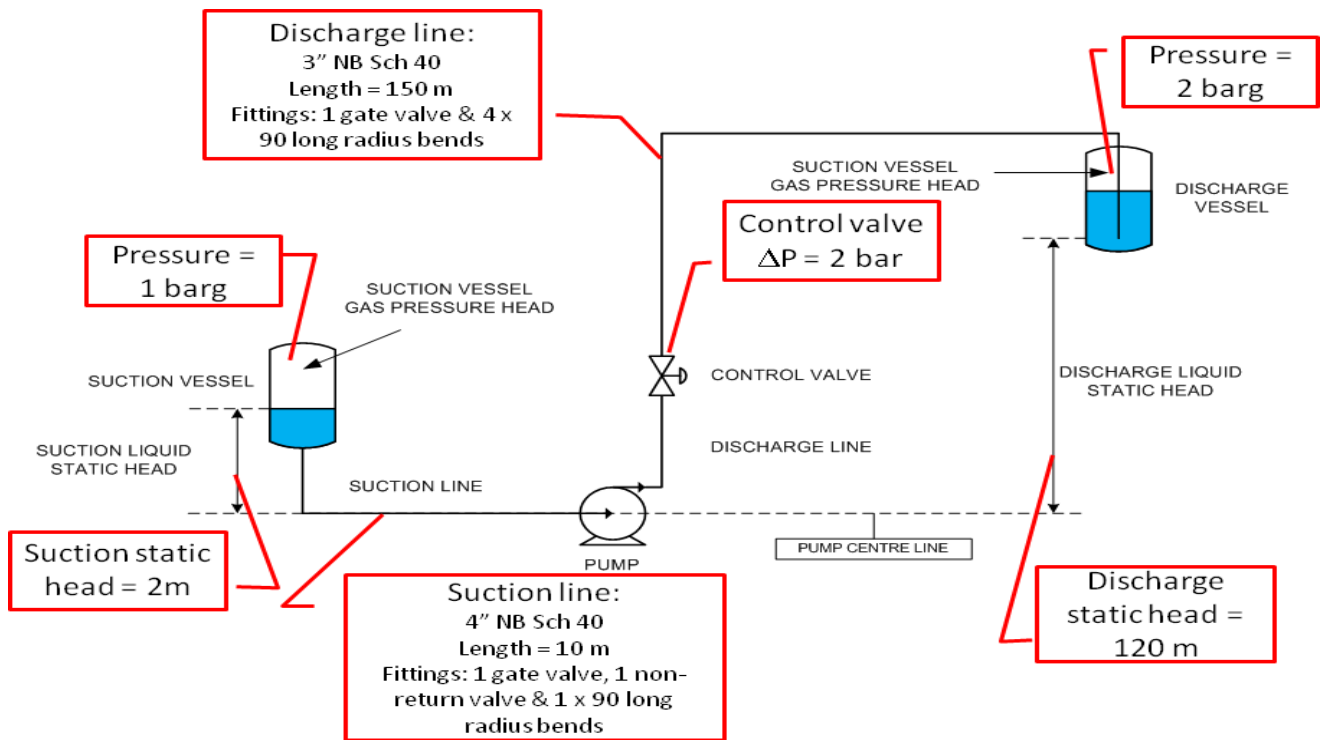 Discharge line:
3” NB Sch 40
Length = 150 m
Fittings: 1 gate valve & 4 x
90 long radius bends
Pressure =
2 barg
SUCTION VESSEL
GAS PRESSURE HEAD
DISCHARGE
VESSEL
Control valve
ΔP = 2 bar
Pressure =
1 barg
SUCTION VESSEL
GAS PRESSURE HEAD
SUCTION VESSEL
CONTROL VALVE
DISCHARGE LIQUID
STATIC HEAD
SUCTION LIQUID
STATIC HEAD
DISCHARGE LINE
SUCTION LINE
PUMP CENTRE LINE
PUMP
Suction static
head = 2m
Suction line:
4” NB Sch 40
Length = 10 m
Fittings: 1 gate valve, 1 non-
return valve & 1 x 90 long
radius bends
Discharge
static head =
120 m